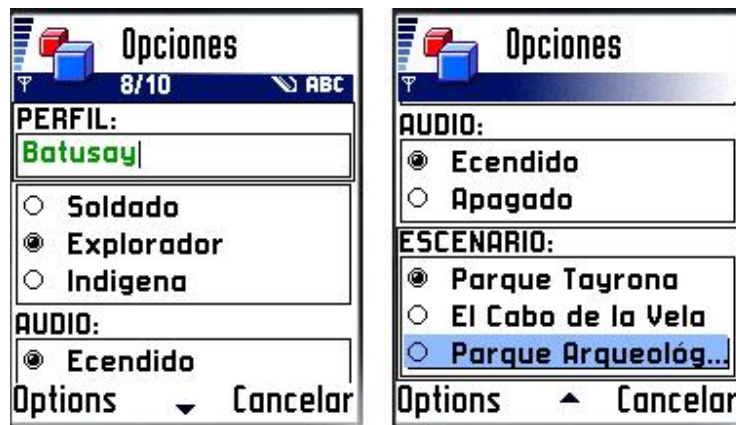 Opciones
8/10 ABC
PERFIL:
Batusay
Soldado
Explorador
Indigena
AUDIO:
Ecendido
Options Cancelar
Opciones
AUDIO:
Ecendido
Apagado
ESCENARIO:
Parque Tayrona
El Cabo de la Vela
Parque Arqueológ...
Options Cancelar